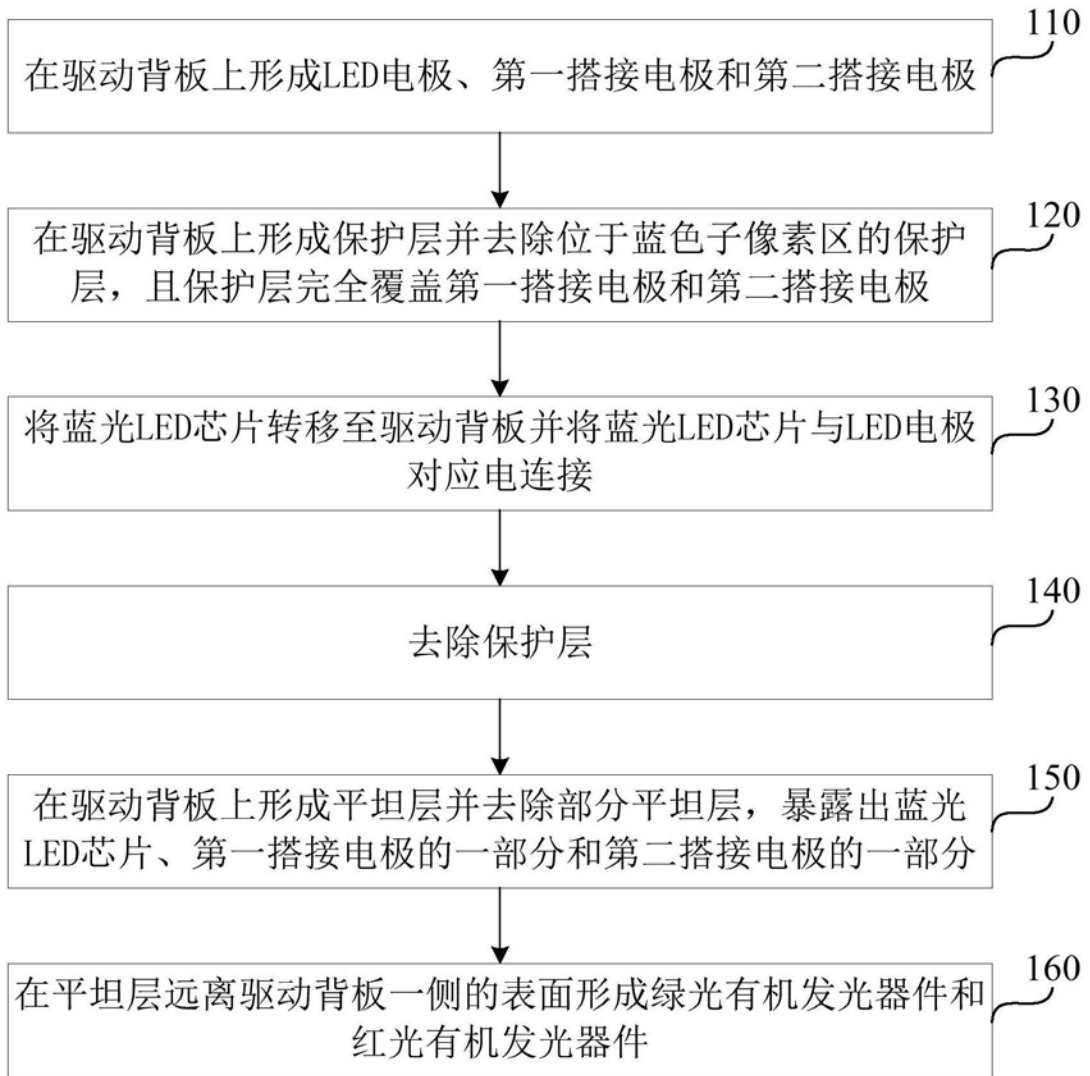 110
在驱动背板上形成LED电极、第一搭接电极和第二搭接电极
120
在驱动背板上形成保护层并去除位于蓝色子像素区的保护
层，且保护层完全覆盖第一搭接电极和第二搭接电极
130
将蓝光LED芯片转移至驱动背板并将蓝光LED芯片与LED电极
对应电连接
140
去除保护层
150
在驱动背板上形成平坦层并去除部分平坦层，暴露出蓝光
LED芯片、第一搭接电极的一部分和第二搭接电极的一部分
160
在平坦层远离驱动背板一侧的表面形成绿光有机发光器件和
红光有机发光器件